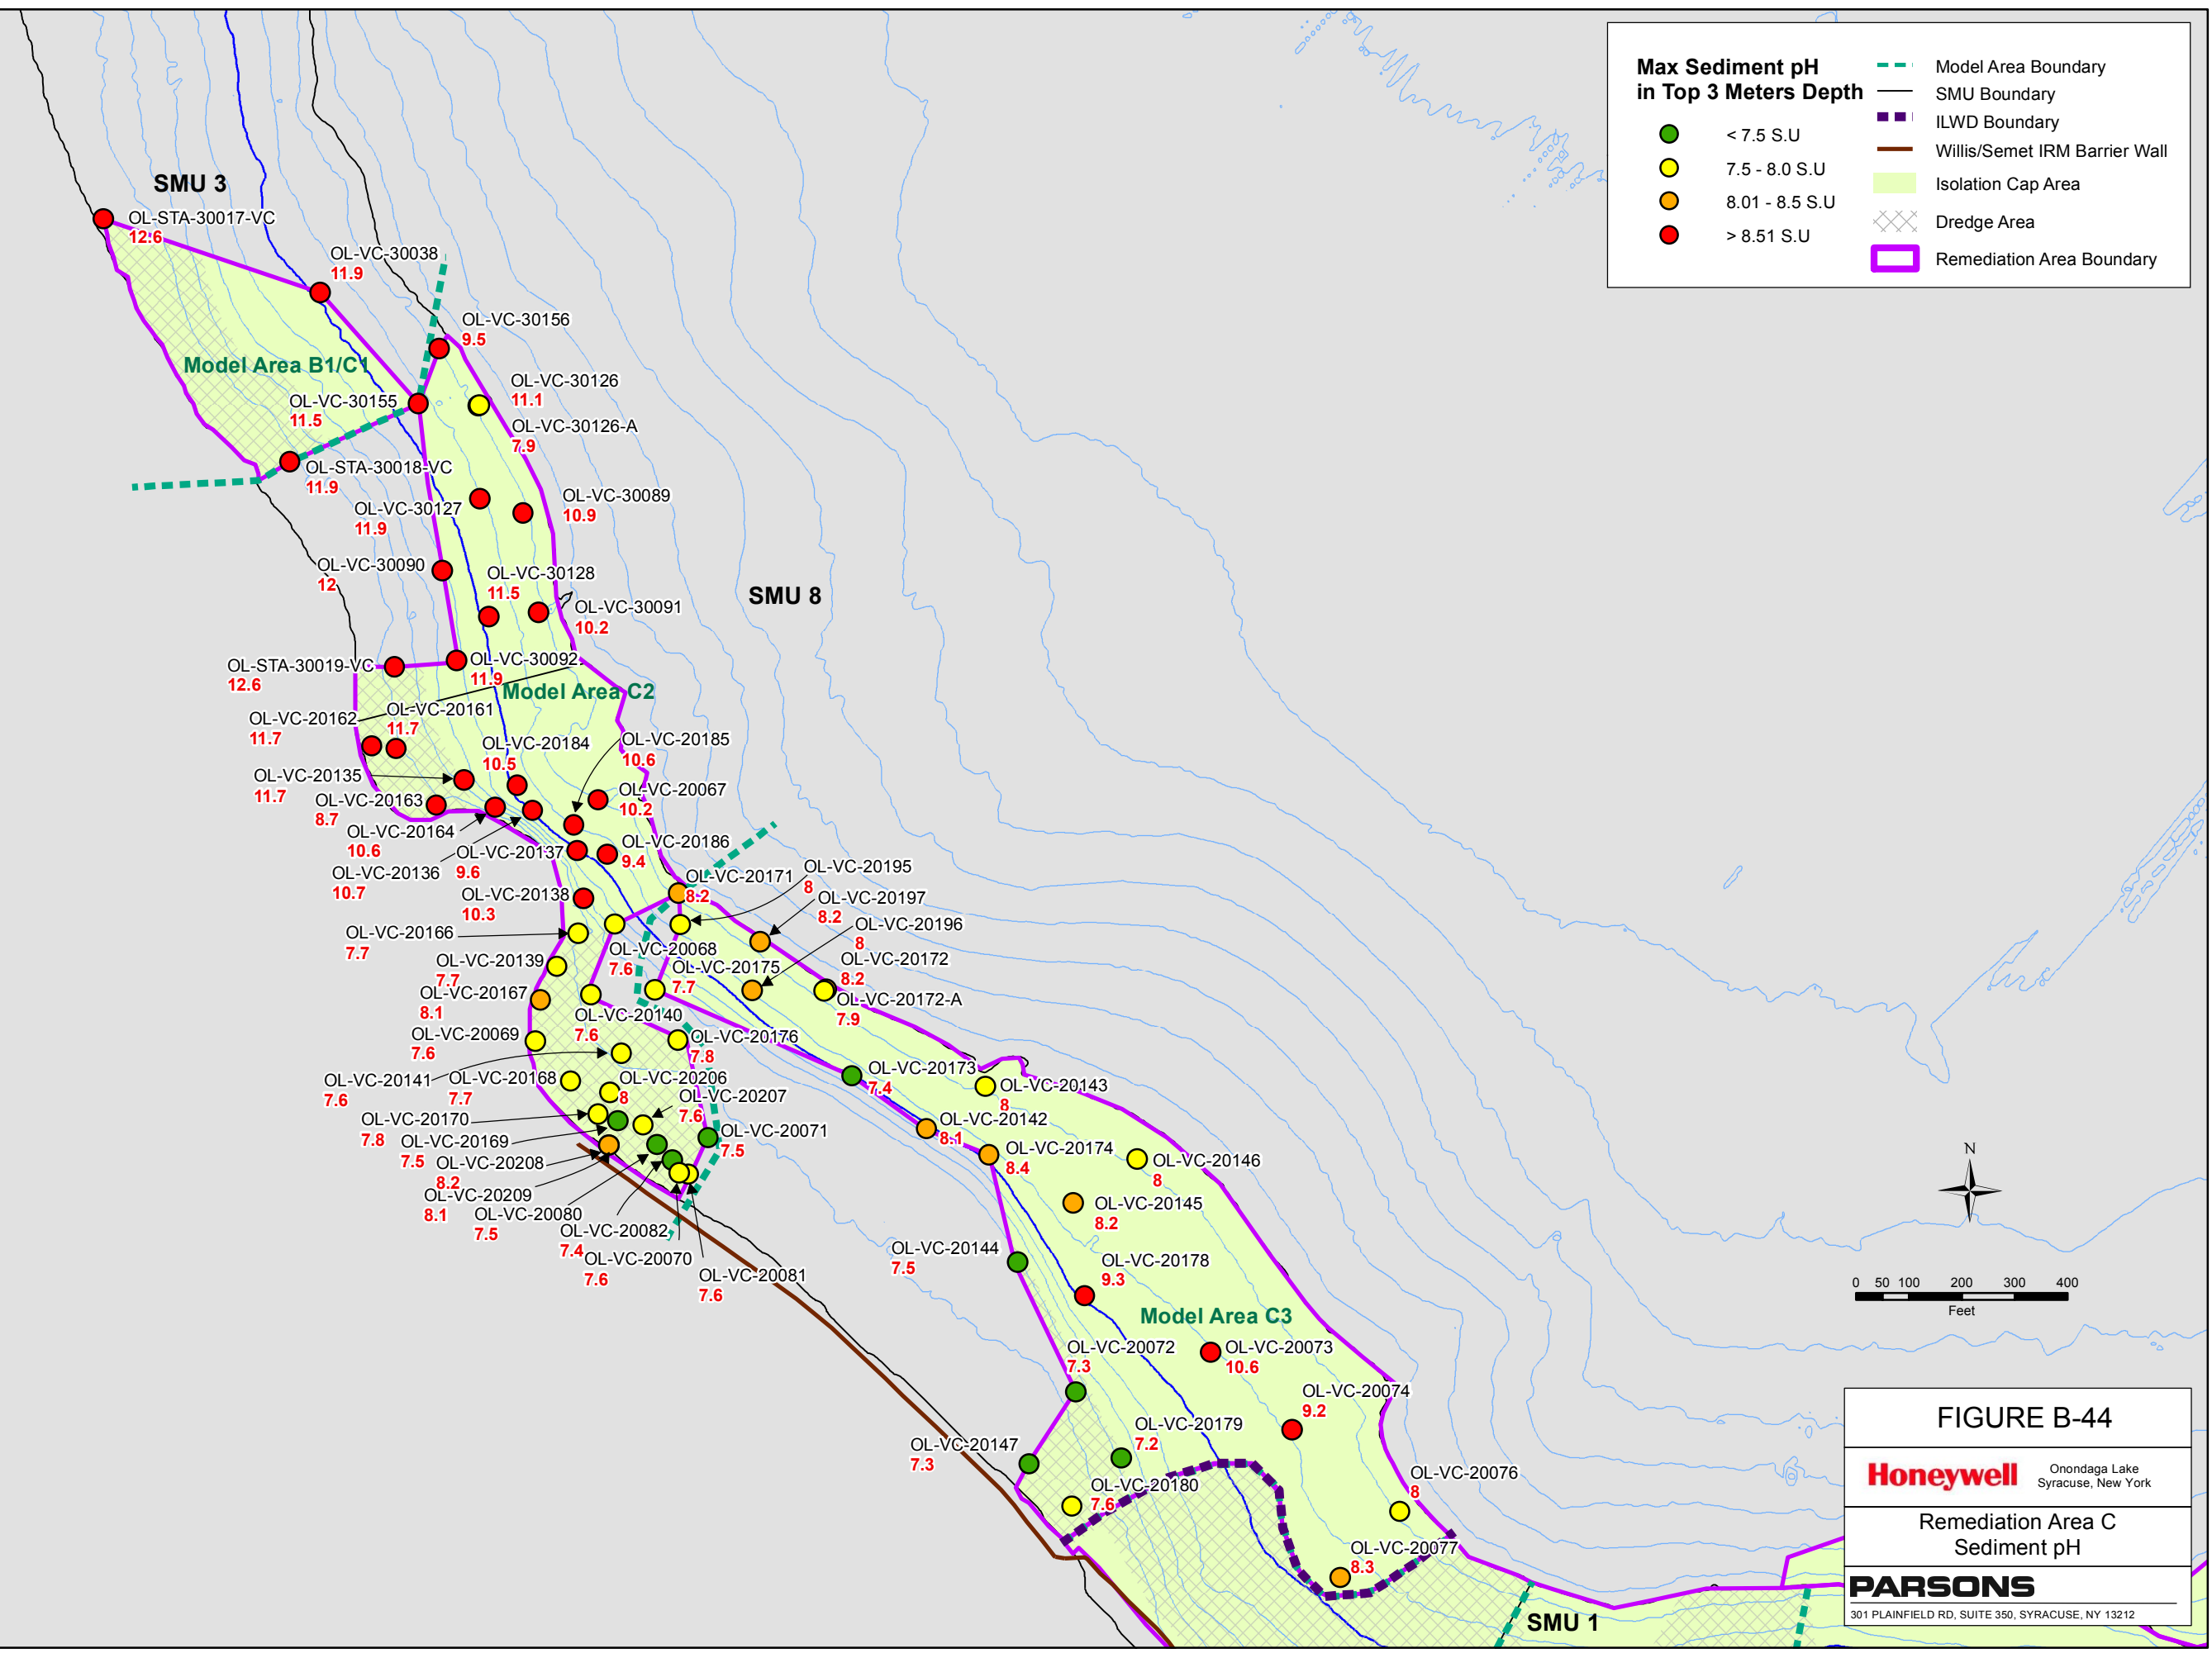 Max Sediment pH
in Top 3 Meters Depth
< 7.5 S.U
7.5 - 8.0 S.U
8.01 - 8.5 S.U
> 8.51 S.U
Model Area Boundary
SMU Boundary
ILWD Boundary
Willis/Semet IRM Barrier Wall
Isolation Cap Area
Dredge Area
Remediation Area Boundary
SMU 3
OL-STA-30017-VC
12.6
OL-VC-30038
11.9
OL-VC-30156
9.5
Model Area B1/C1
OL-VC-30126
11.1
OL-VC-30155
11.5
OL-VC-30126-A
7.9
OL-STA-30018-VC
11.9
OL-VC-30127
11.9
OL-VC-30089
10.9
OL-VC-30090
12
OL-VC-30128
11.5
OL-VC-30091
10.2
SMU 8
OL-STA-30019-VC
12.6
OL-VC-30092
11.9
Model Area C2
OL-VC-20162
11.7
OL-VC-20161
11.7
OL-VC-20184
10.5
OL-VC-20185
10.6
OL-VC-20135
11.7
OL-VC-20163
8.7
OL-VC-20067
10.2
OL-VC-20164
10.6
OL-VC-20136
10.7
OL-VC-20137
9.6
OL-VC-20186
9.4
OL-VC-20138
10.3
OL-VC-20171
8.2
OL-VC-20195
8
OL-VC-20197
8.2
OL-VC-20196
8
OL-VC-20166
7.7
OL-VC-20068
7.6
OL-VC-20139
7.7
OL-VC-20175
7.7
OL-VC-20172
8.2
OL-VC-20172-A
7.9
OL-VC-20167
8.1
OL-VC-20140
7.6
OL-VC-20069
7.6
OL-VC-20176
7.8
OL-VC-20141
7.6
OL-VC-20168
7.7
OL-VC-20206
8
OL-VC-20207
7.6
OL-VC-20173
7.4
OL-VC-20143
8
OL-VC-20170
7.8
OL-VC-20169
7.5
OL-VC-20071
7.5
OL-VC-20142
8.1
OL-VC-20208
8.2
OL-VC-20174
8.4
OL-VC-20146
8
OL-VC-20209
8.1
OL-VC-20080
7.5
OL-VC-20145
8.2
OL-VC-20082
7.4
OL-VC-20070
7.6
OL-VC-20081
7.6
OL-VC-20144
7.5
OL-VC-20178
9.3
Model Area C3
OL-VC-20072
7.3
OL-VC-20073
10.6
OL-VC-20074
9.2
OL-VC-20147
7.3
OL-VC-20179
7.2
OL-VC-20180
7.6
OL-VC-20076
8
OL-VC-20077
8.3
SMU 1
N
0 50 100 200 300 400
Feet
FIGURE B-44
Honeywell
Onondaga Lake
Syracuse, New York
Remediation Area C
Sediment pH
PARSONS
301 PLAINFIELD RD, SUITE 350, SYRACUSE, NY 13212